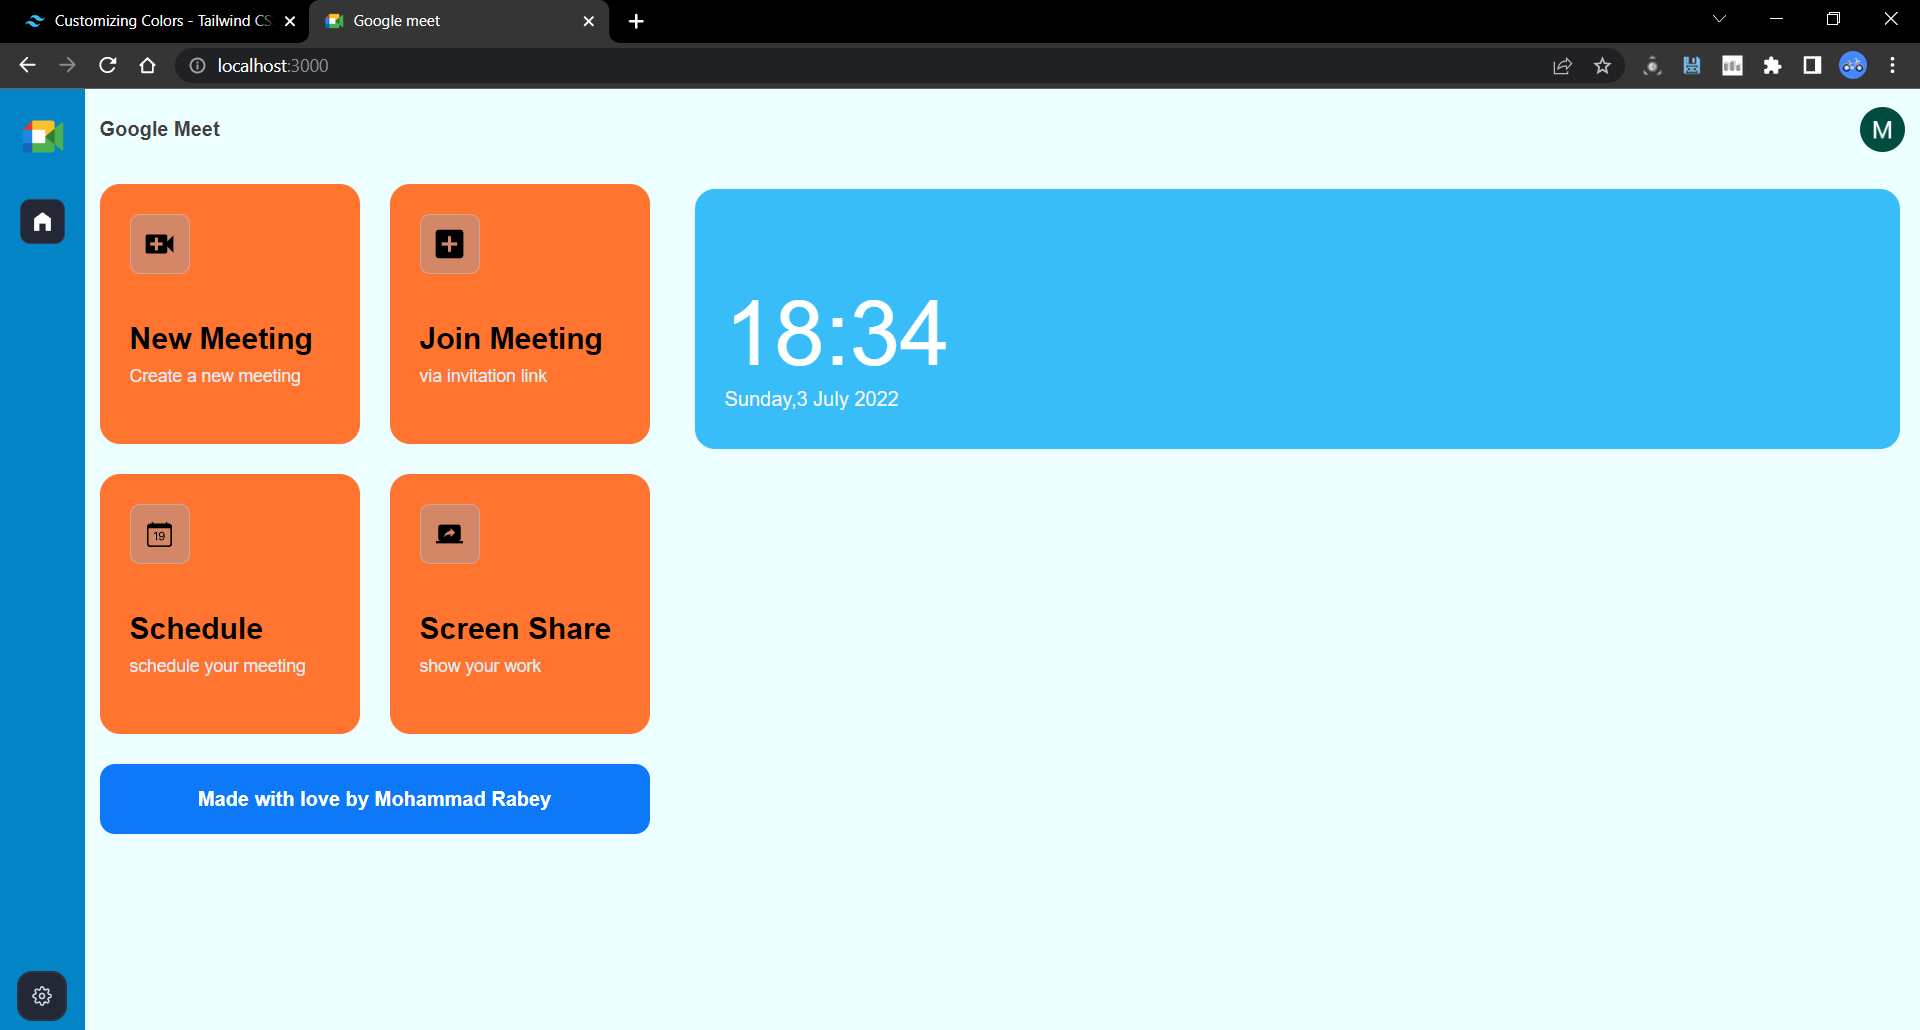 Customizing Colors - Tailwind CS
Google meet
localhost:3000
Google Meet
M
New Meeting
Create a new meeting
Join Meeting
via invitation link
18:34
Sunday,3 July 2022
19
Schedule
schedule your meeting
Screen Share
show your work
Made with love by Mohammad Rabey